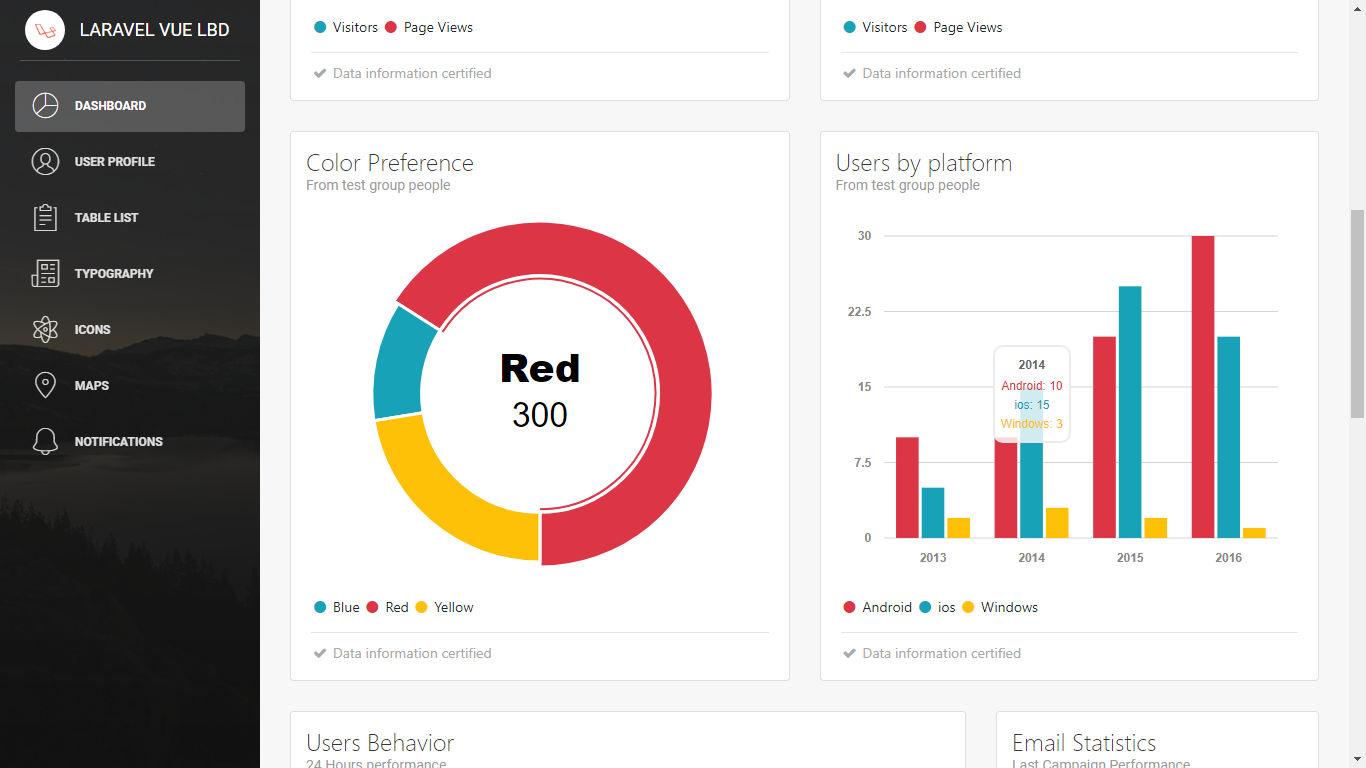 LARAVEL VUE LBD
DASHBOARD
USER PROFILE
TABLE LIST
TYPOGRAPHY
ICONS
MAPS
NOTIFICATIONS
Visitors Page Views
Data information certified
Visitors Page Views
Data information certified
Color Preference
From test group people
Red
300
Blue Red Yellow
Data information certified
Users by platform
From test group people
30
22.5
15
7.5
0
2014
Android: 10
ios: 15
Windows: 3
2013 2014 2015 2016
Android ios Windows
Data information certified
Users Behavior
24 Hours performance
Email Statistics
Last Campaign Performance